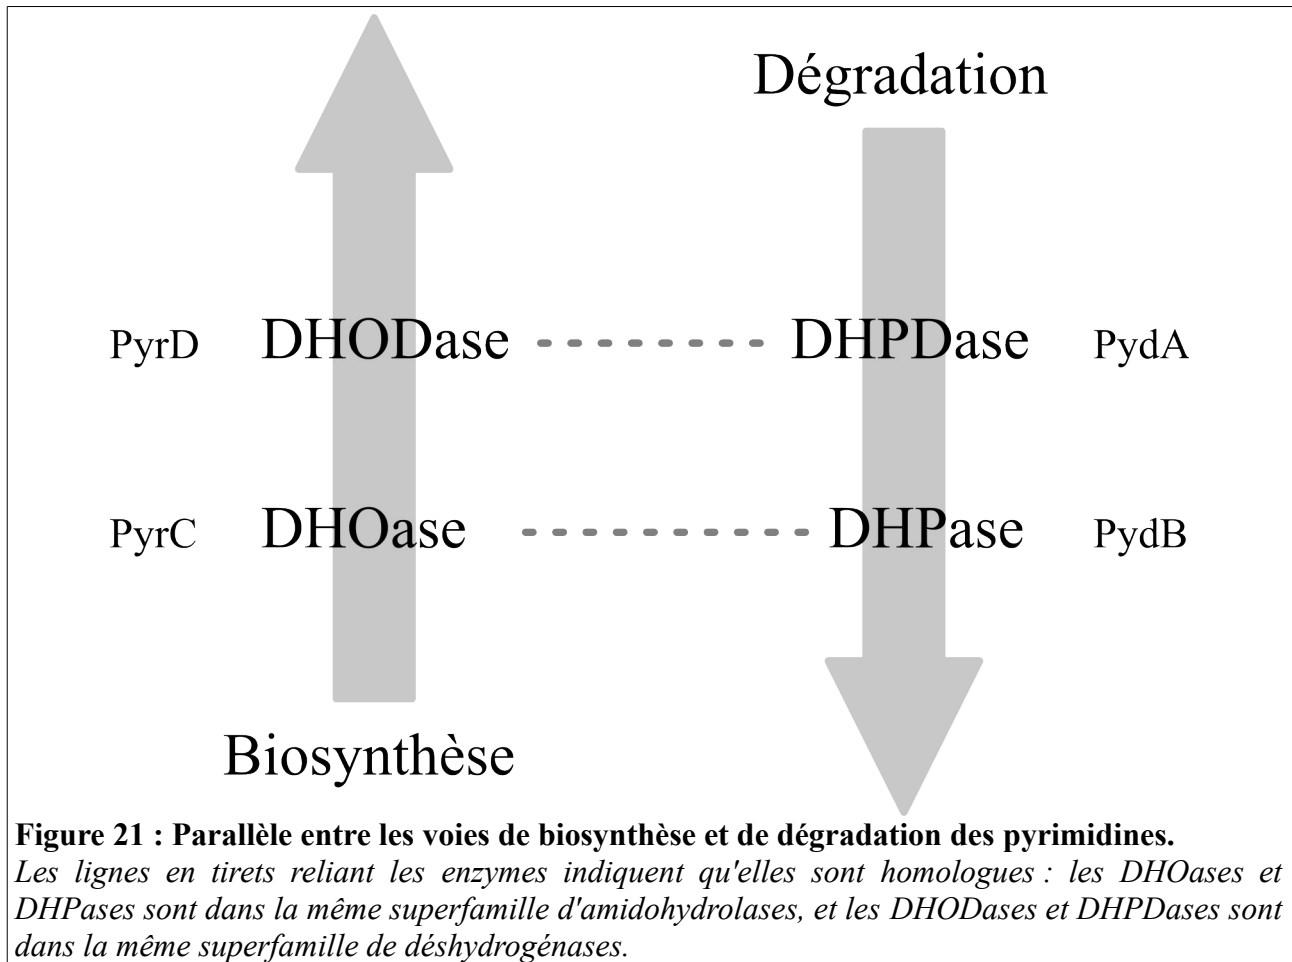 Dégradation
PyrD DHODase DHPDase PydA
PyrC DHOase DHPase PydB
Biosynthèse
Figure 21 : Parallèle entre les voies de biosynthèse et de dégradation des pyrimidines.
Les lignes en tirets reliant les enzymes indiquent qu'elles sont homologues : les DHOases et
DHPases sont dans la même superfamille d'amidohydrolases, et les DHODases et DHPDases sont
dans la même superfamille de déshydrogénases.